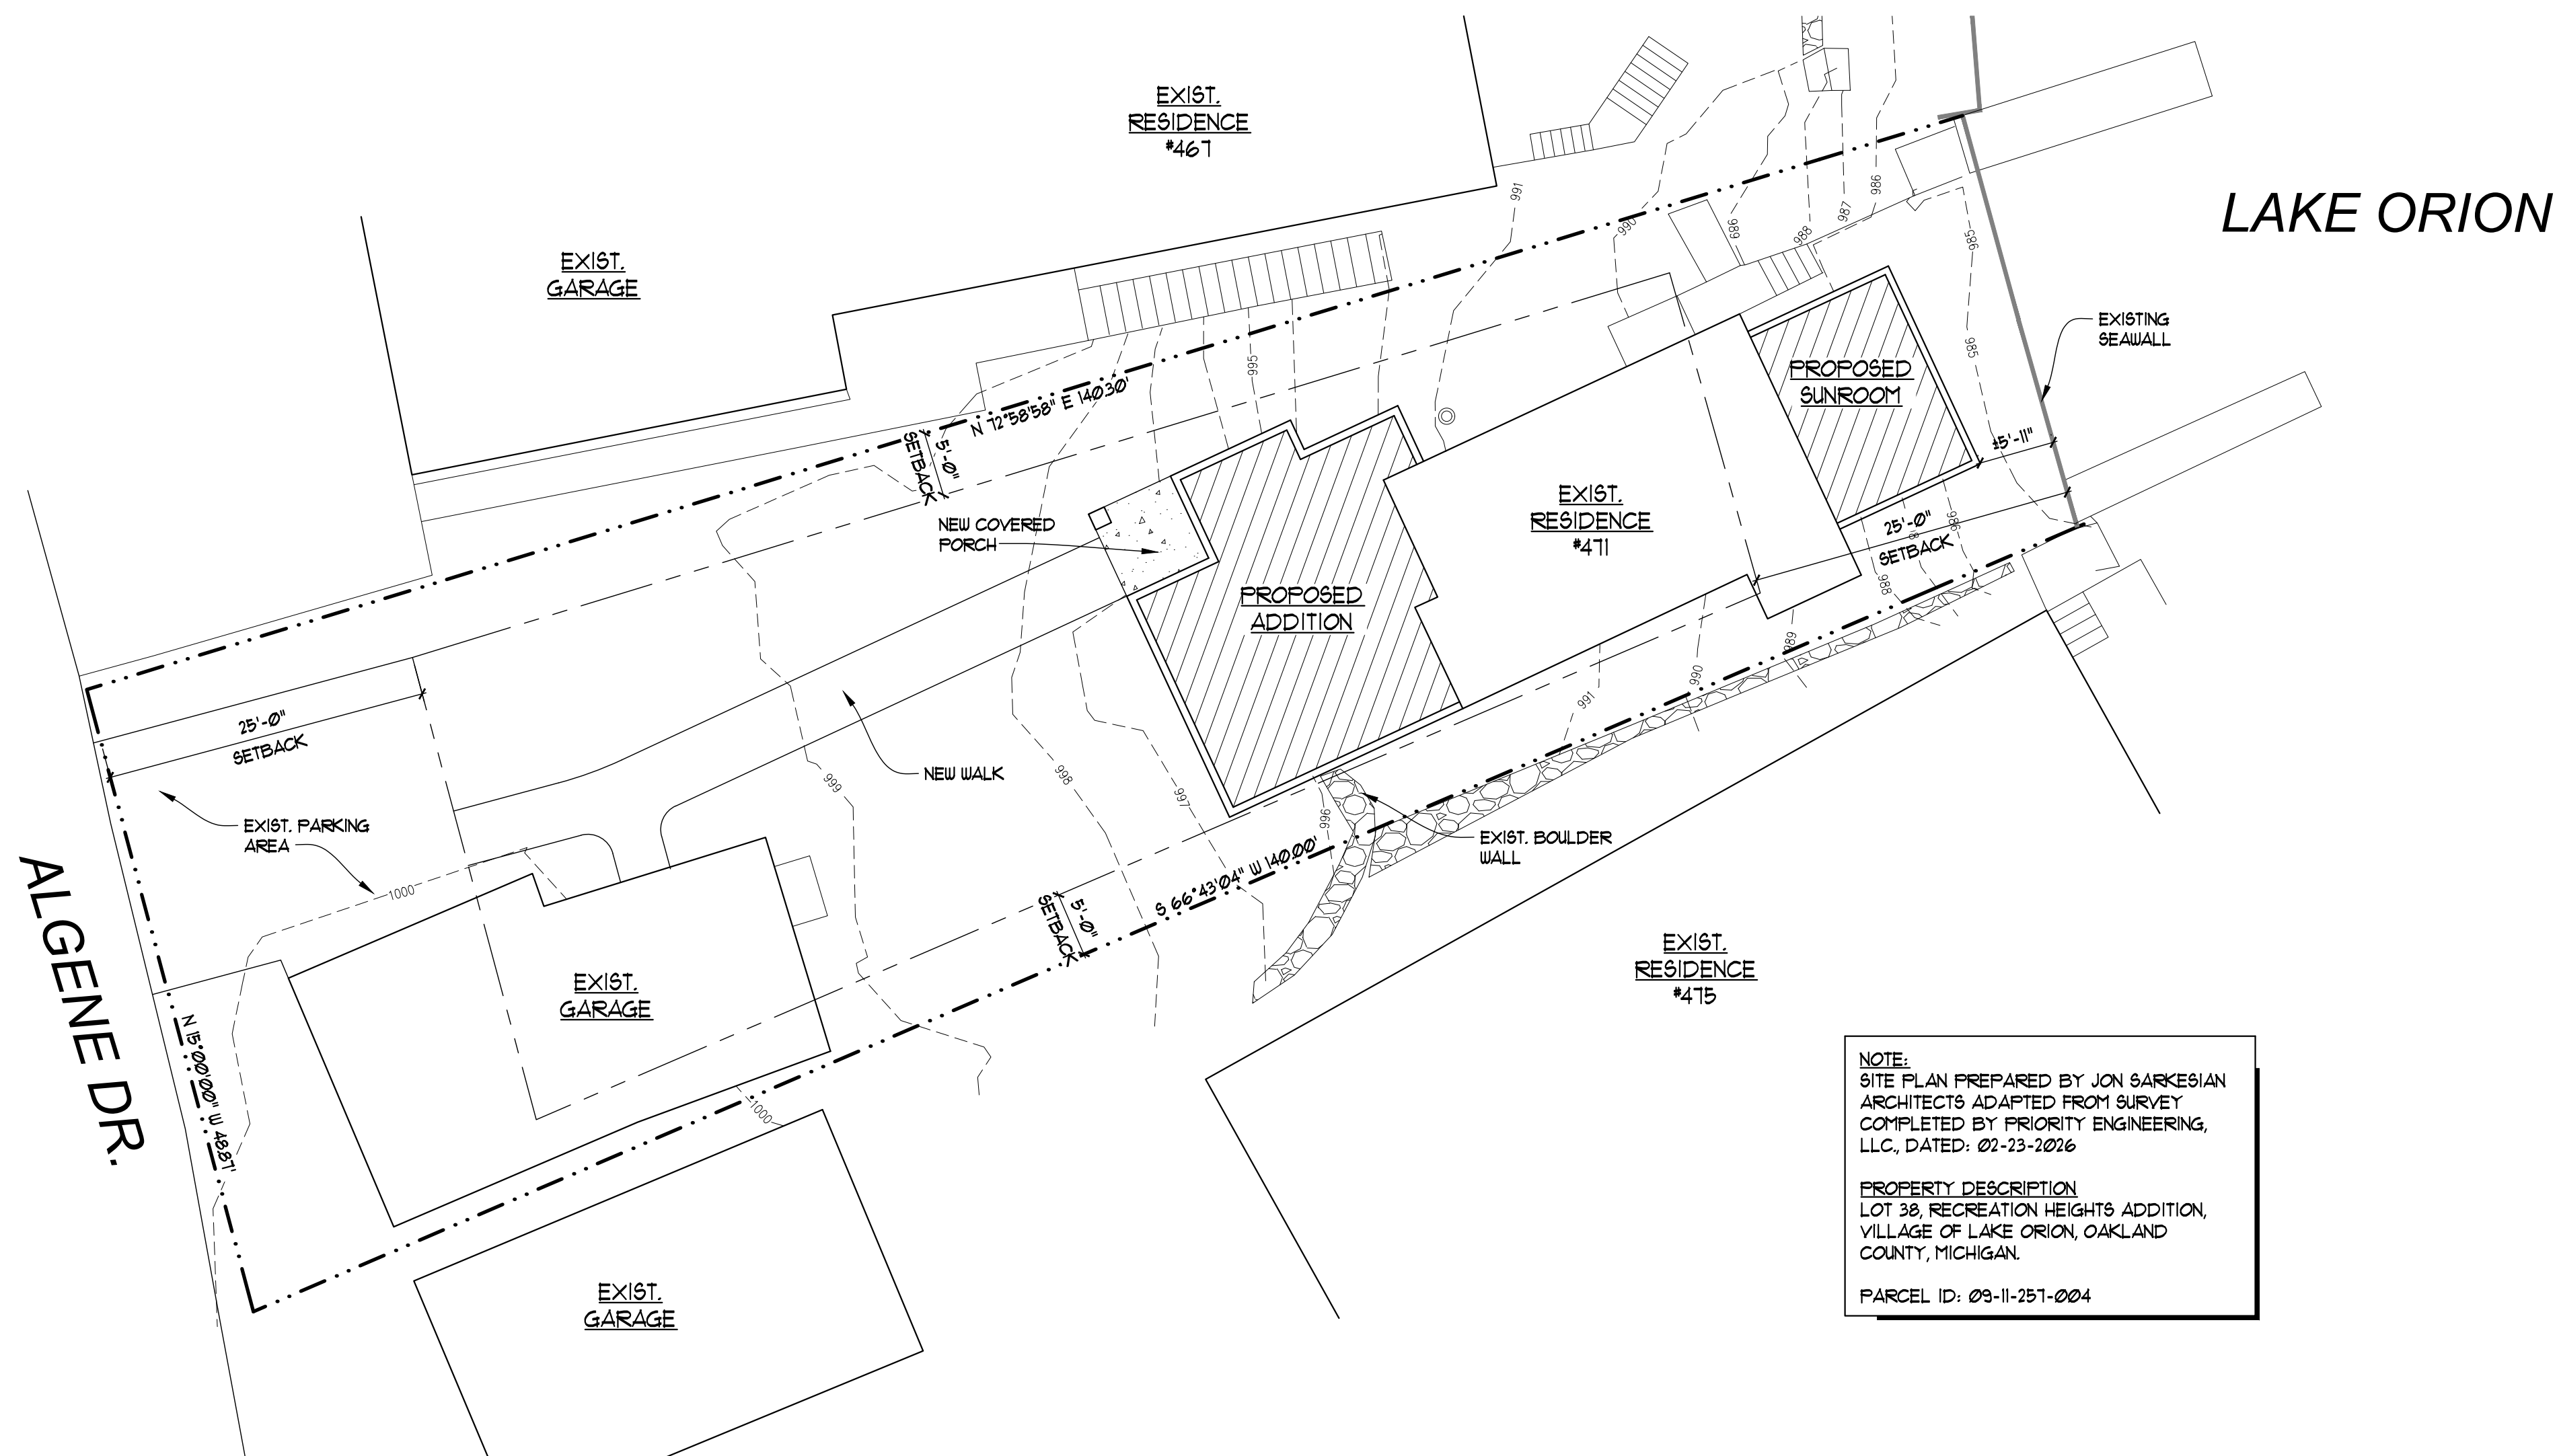 EXIST.
RESIDENCE
#467
EXIST.
GARAGE
LAKE ORION
991
990
989
988
987
986
985
985
EXISTING
SEAWALL
PROPOSED
SUNROOM
±5'-11"
995
N 72°58'58" E 140.30'
5'-0"
SETBACK
NEW COVERED
PORCH
EXIST.
RESIDENCE
#471
25'-0"
SETBACK
986
988
989
990
991
PROPOSED
ADDITION
25'-0"
SETBACK
NEW WALK
999
998
997
996
EXIST. PARKING
AREA
1000
EXIST. BOULDER
WALL
S 66°43'04" W 140.00'
5'-0"
SETBACK
ALGENE DR.
EXIST.
GARAGE
N 15°00'00" W 48.87'
1000
EXIST.
RESIDENCE
#475
EXIST.
GARAGE
NOTE:
SITE PLAN PREPARED BY JON SARKESIAN
ARCHITECTS ADAPTED FROM SURVEY
COMPLETED BY PRIORITY ENGINEERING,
LLC., DATED: 02-23-2026
PROPERTY DESCRIPTION
LOT 38, RECREATION HEIGHTS ADDITION,
VILLAGE OF LAKE ORION, OAKLAND
COUNTY, MICHIGAN.
PARCEL ID: 09-11-257-004